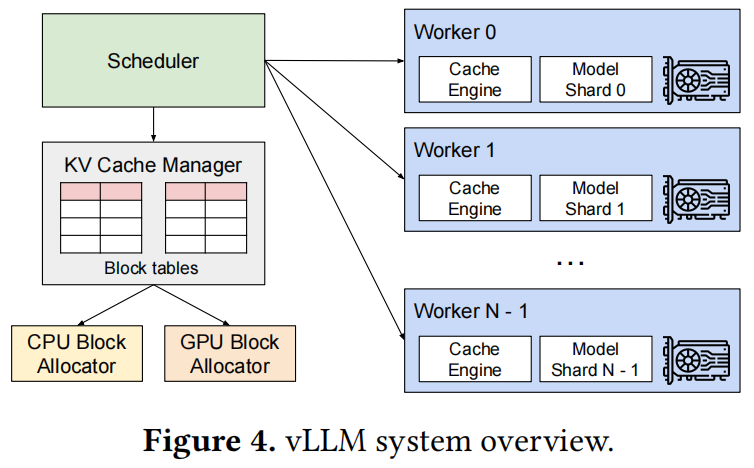 Scheduler
KV Cache Manager
Block tables
CPU Block
Allocator
GPU Block
Allocator
Worker 0
Cache
Engine
Model
Shard 0
Worker 1
Cache
Engine
Model
Shard 1
...
Worker N - 1
Cache
Engine
Model
Shard N - 1
Figure 4. vLLM system overview.